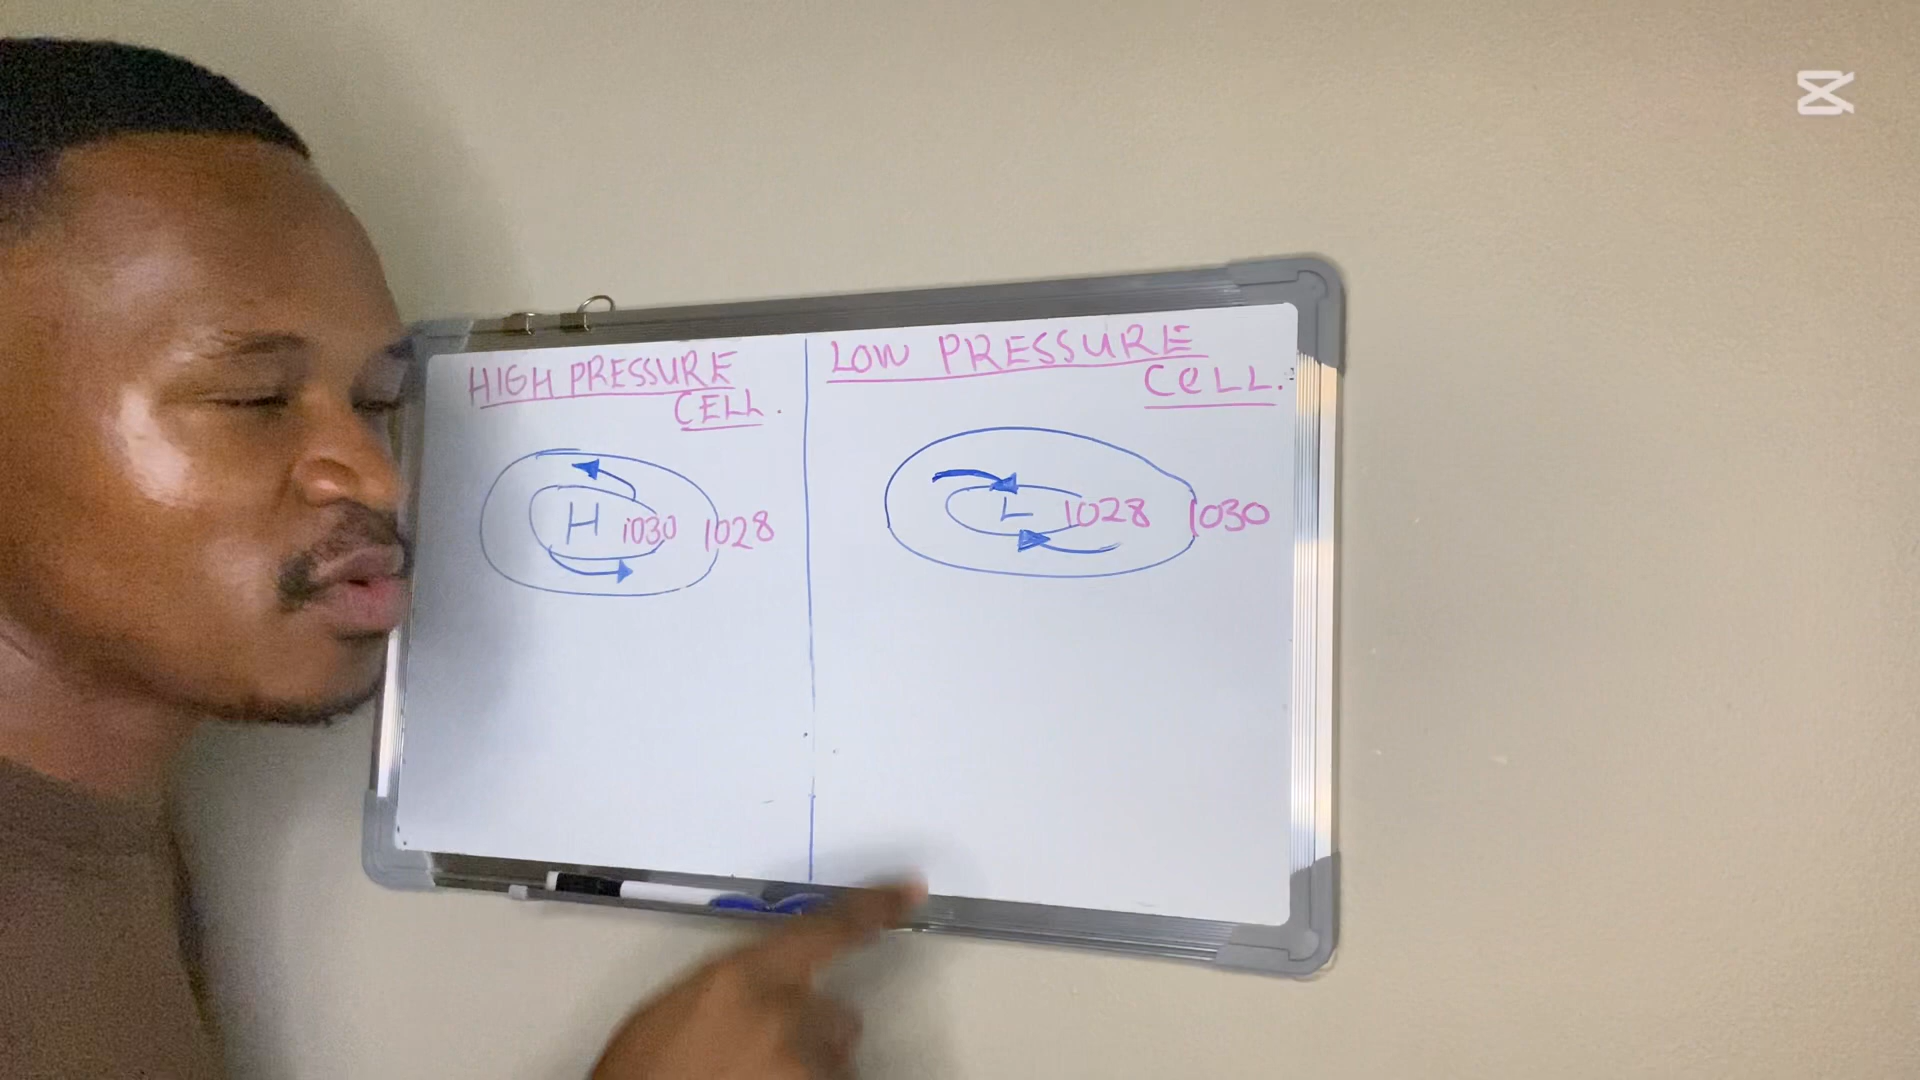 HIGH PRESSURE
CELL.
H 1030 1028
LOW PRESSURE
CELL.
L 1028 1030